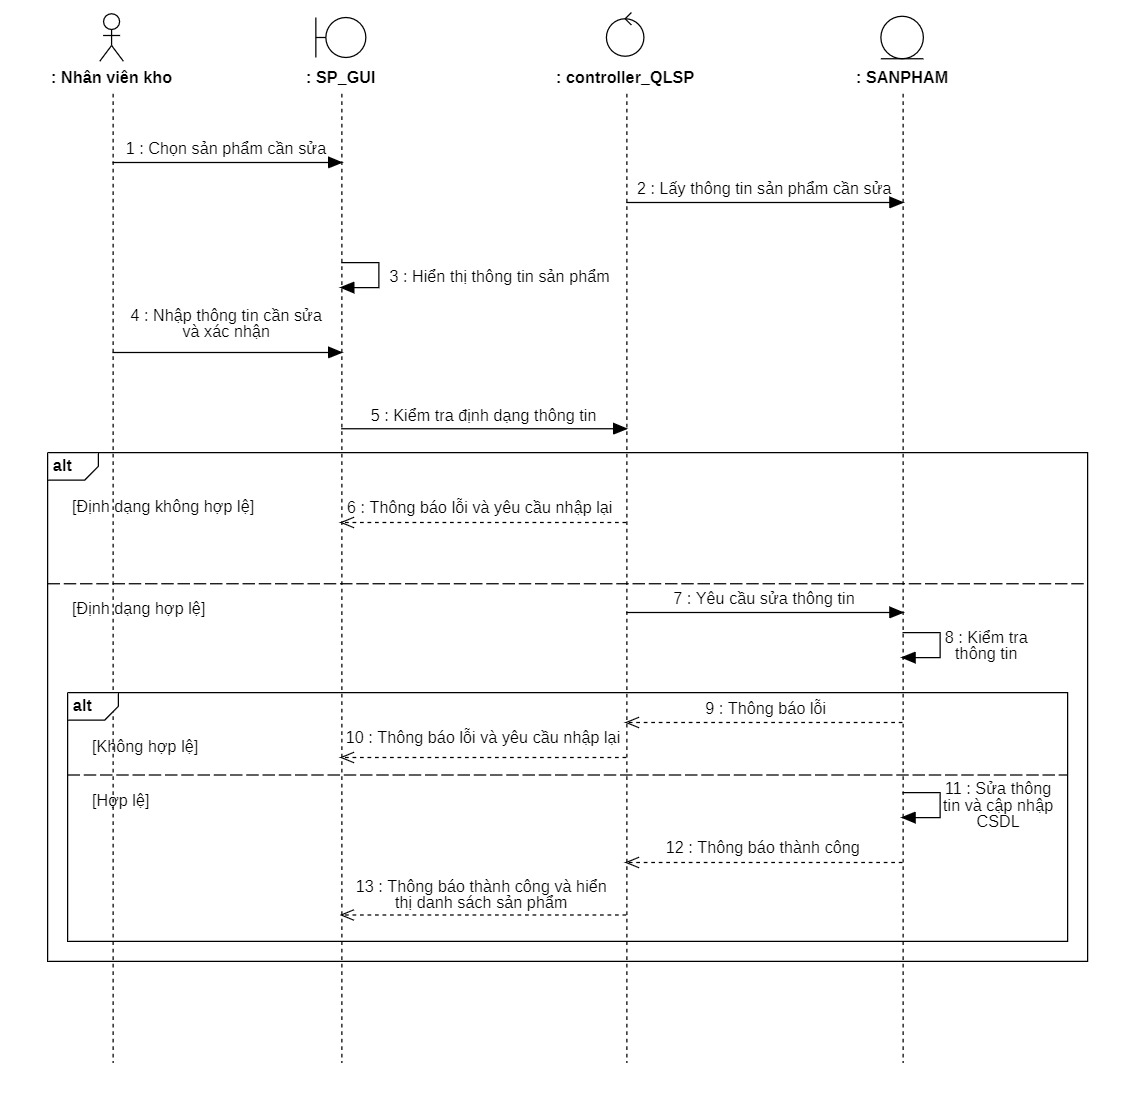 : Nhân viên kho
: SP_GUI
: controller_QLSP
: SANPHAM
1 : Chọn sản phẩm cần sửa
2 : Lấy thông tin sản phẩm cần sửa
3 : Hiển thị thông tin sản phẩm
4 : Nhập thông tin cần sửa
và xác nhận
5 : Kiểm tra định dạng thông tin
alt
[Định dạng không hợp lệ]
6 : Thông báo lỗi và yêu cầu nhập lại
[Định dạng hợp lệ]
7 : Yêu cầu sửa thông tin
8 : Kiểm tra
thông tin
alt
9 : Thông báo lỗi
[Không hợp lệ]
10 : Thông báo lỗi và yêu cầu nhập lại
[Hợp lệ]
11 : Sửa thông
tin và cập nhập
CSDL
12 : Thông báo thành công
13 : Thông báo thành công và hiển
thị danh sách sản phẩm